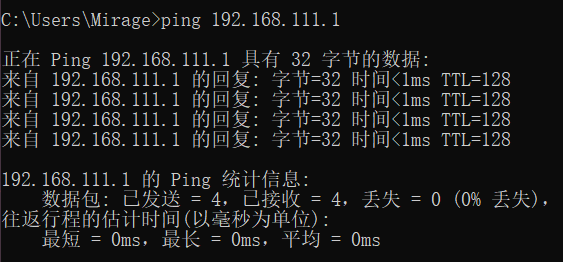 C:\Users\Mirage>ping 192.168.111.1
正在 Ping 192.168.111.1 具有 32 字节的数据:
来自 192.168.111.1 的回复: 字节=32 时间<1ms TTL=128
来自 192.168.111.1 的回复: 字节=32 时间<1ms TTL=128
来自 192.168.111.1 的回复: 字节=32 时间<1ms TTL=128
来自 192.168.111.1 的回复: 字节=32 时间<1ms TTL=128
192.168.111.1 的 Ping 统计信息:
数据包: 已发送 = 4，已接收 = 4，丢失 = 0 (0% 丢失)，
往返行程的估计时间(以毫秒为单位):
最短 = 0ms，最长 = 0ms，平均 = 0ms